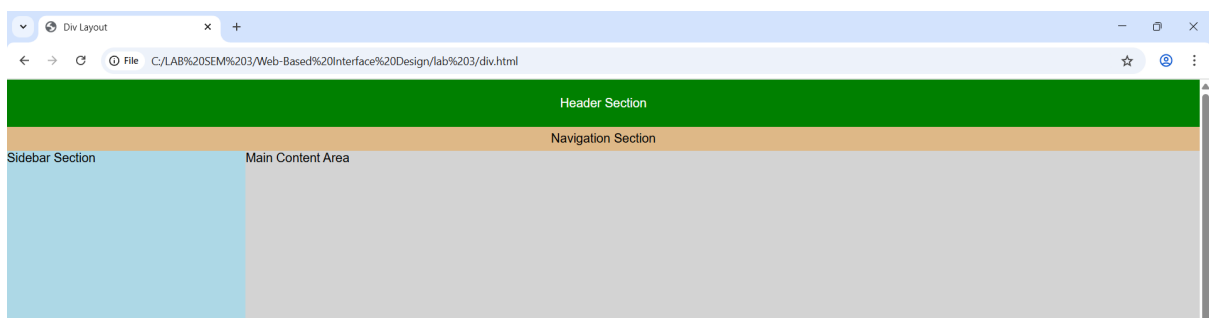 Div Layout
File C:/LAB%20SEM%203/Web-Based%20Interface%20Design/lab%203/div.html
Header Section
Navigation Section
Sidebar Section
Main Content Area